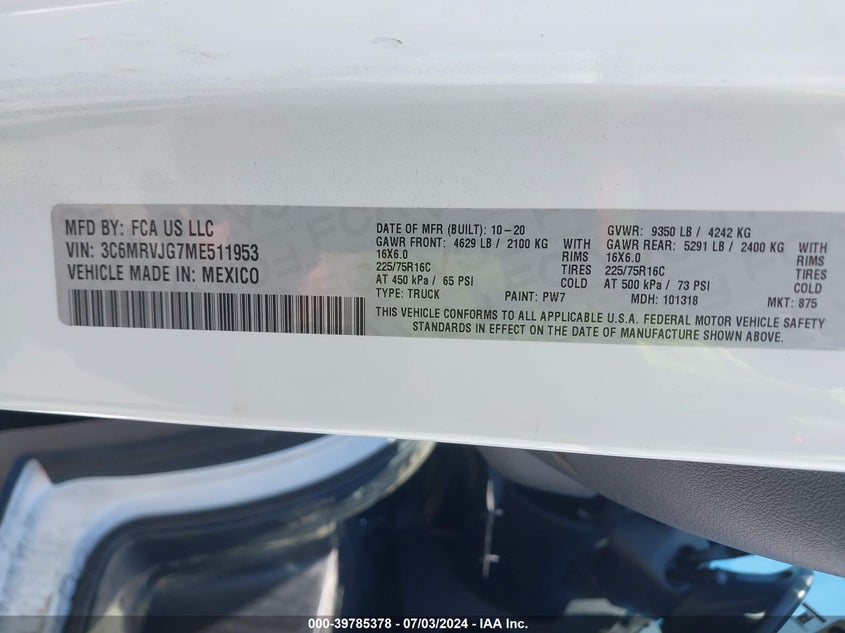 MFD BY: FCA US LLC
VIN: 3C6MRVJG7ME511953
VEHICLE MADE IN: MEXICO
DATE OF MFR (BUILT): 10-20 GVWR: 9350 LB / 4242 KG
GAWR FRONT: 4629 LB / 2100 KG WITH GAWR REAR: 5291 LB / 2400 KG WITH
16X6.0 RIMS 16X6.0 RIMS
225/75R16C TIRES 225/75R16C TIRES
AT 450 kPa / 65 PSI COLD AT 500 kPa / 73 PSI COLD
TYPE: TRUCK PAINT: PW7 MDH: 101318 MKT: 875
THIS VEHICLE CONFORMS TO ALL APPLICABLE U.S.A. FEDERAL MOTOR VEHICLE SAFETY
STANDARDS IN EFFECT ON THE DATE OF MANUFACTURE SHOWN ABOVE.
000-39785378 - 07/03/2024 - IAA Inc.